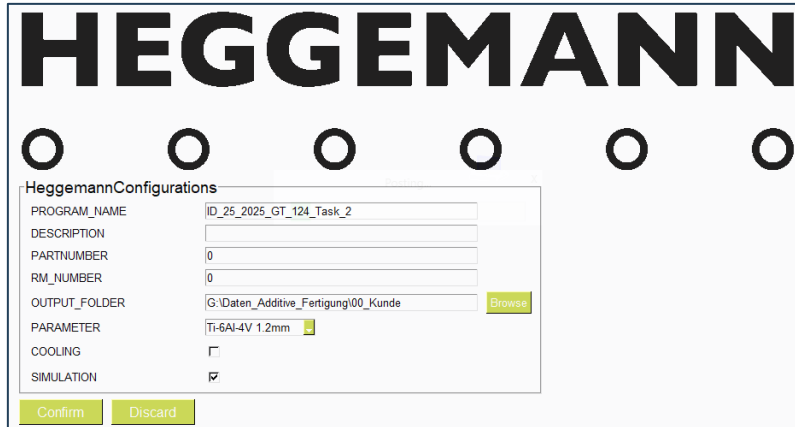 HEGGEMANN
HeggemannConfigurations
PROGRAM_NAME ID_25_2025_GT_124_Task_2
DESCRIPTION
PARTNUMBER 0
RM_NUMBER 0
OUTPUT_FOLDER G:\Daten_Additive_Fertigung\00_Kunde Browse
PARAMETER Ti-6Al-4V 1.2mm
COOLING
SIMULATION
Confirm Discard